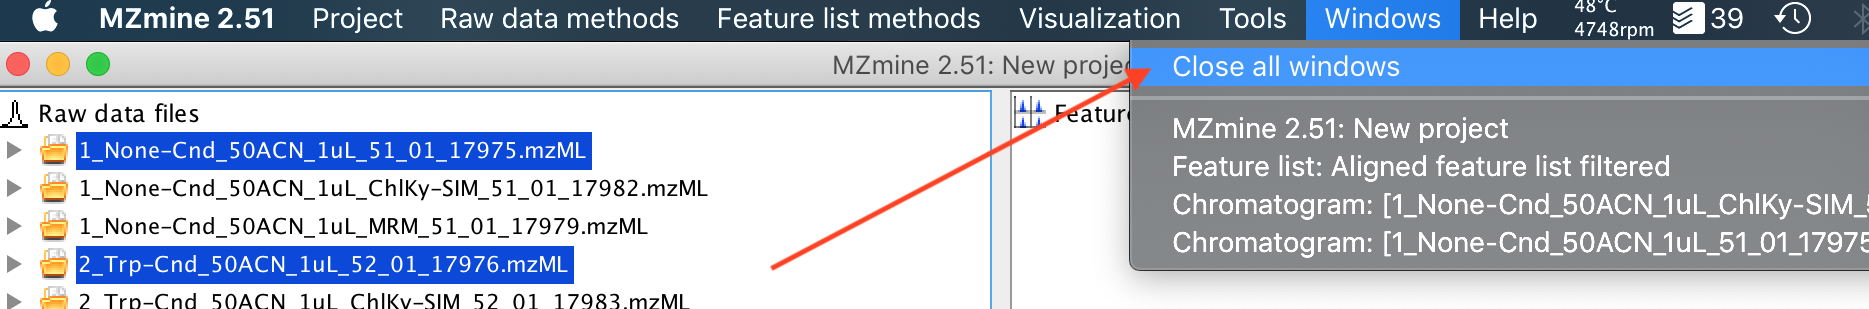 MZmine 2.51 Project Raw data methods Feature list methods Visualization Tools Windows Help 48°C 4748rpm 39
MZmine 2.51: New projec
Close all windows
MZmine 2.51: New project
Feature list: Aligned feature list filtered
Chromatogram: [1_None-Cnd_50ACN_1uL_ChlKy-SIM_5
Chromatogram: [1_None-Cnd_50ACN_1uL_51_01_17975
Raw data files
1_None-Cnd_50ACN_1uL_51_01_17975.mzML
1_None-Cnd_50ACN_1uL_ChlKy-SIM_51_01_17982.mzML
1_None-Cnd_50ACN_1uL_MRM_51_01_17979.mzML
2_Trp-Cnd_50ACN_1uL_52_01_17976.mzML
2_Trp-Cnd_50ACN_1uL_ChlKy-SIM_52_01_17983.mzML
Feature